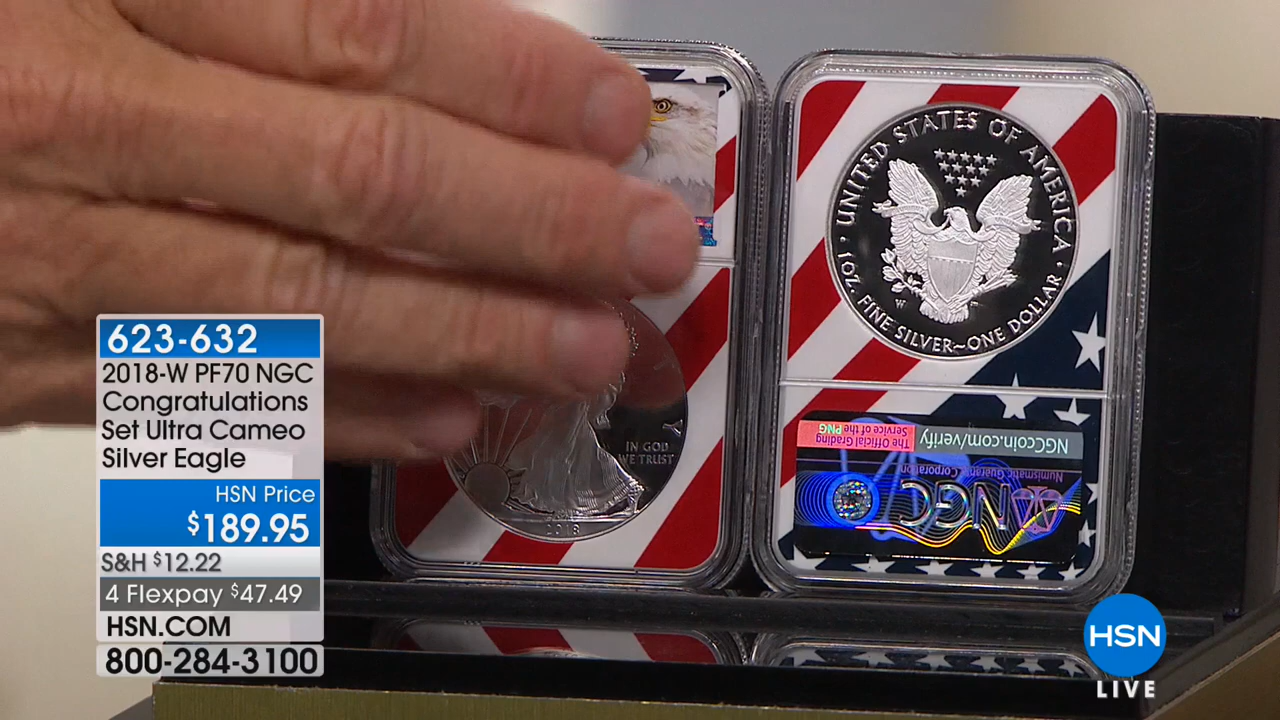 623-632
2018-W PF70 NGC
Congratulations
Set Ultra Cameo
Silver Eagle
HSN Price
$189.95
S&H $12.22
4 Flexpay $47.49
HSN.COM
800-284-3100
IN GOD
WE TRUST
2018
UNITED STATES OF AMERICA
1 OZ. FINE SILVER~ONE DOLLAR
W
NGCcoin.com/verify
The Official Grading
Service of the PNG
Numismatic Guaranty Corporation
NGC
HSN
LIVE